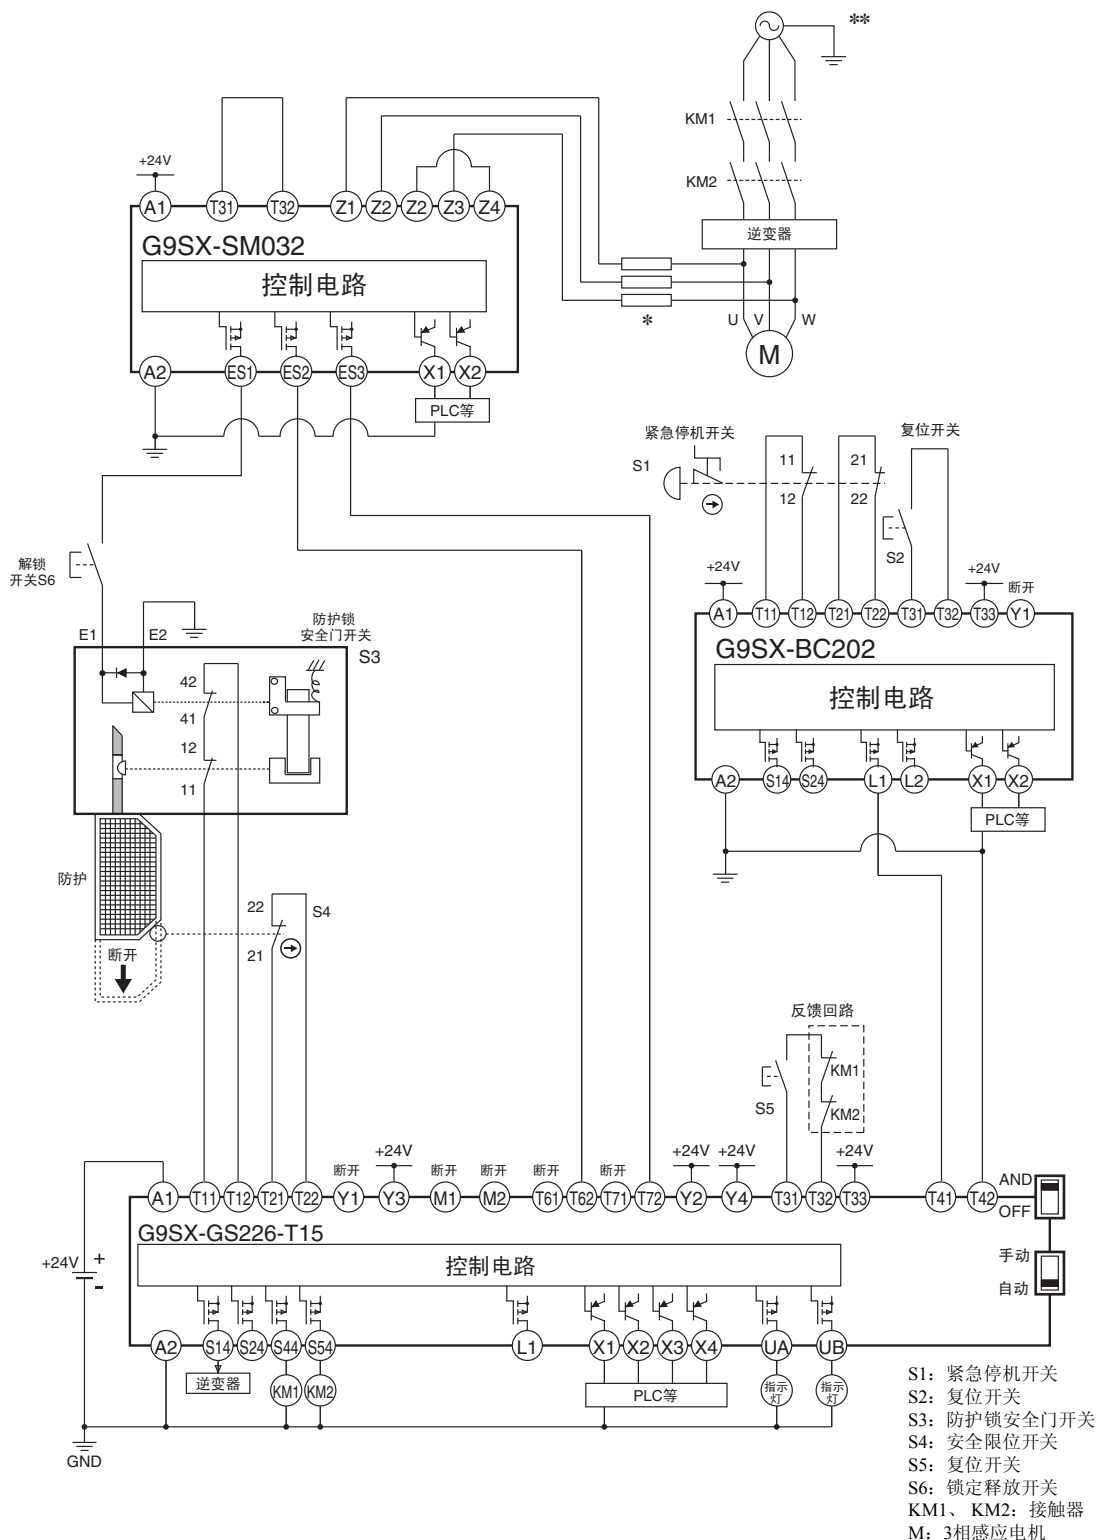 **
KM1
KM2
逆变器
+24V
A1 T31 T32 Z1 Z2 Z2 Z3 Z4
G9SX-SM032
控制电路
A2 ES1 ES2 ES3 X1 X2
PLC等
*
U V W
M
紧急停机开关
S1
11
12
21
22
复位开关
S2
+24V
+24V
断开
A1 T11 T12 T21 T22 T31 T32 T33 Y1
G9SX-BC202
控制电路
A2 S14 S24 L1 L2 X1 X2
PLC等
解锁
开关S6
E1 E2
防护锁
安全门开关
S3
42
41
12
11
防护
断开
22
21
S4
反馈回路
KM1
KM2
S5
断开 +24V 断开 断开 断开 断开 +24V +24V +24V
A1 T11 T12 T21 T22 Y1 Y3 M1 M2 T61 T62 T71 T72 Y2 Y4 T31 T32 T33 T41 T42
AND
OFF
手动
自动
G9SX-GS226-T15
控制电路
+24V
+
-
A2 S14 S24 S44 S54 L1 X1 X2 X3 X4 UA UB
逆变器
KM1 KM2
PLC等
指示
灯
指示
灯
GND
S1：紧急停机开关
S2：复位开关
S3：防护锁安全门开关
S4：安全限位开关
S5：复位开关
S6：锁定释放开关
KM1、 KM2：接触器
M：3相感应电机